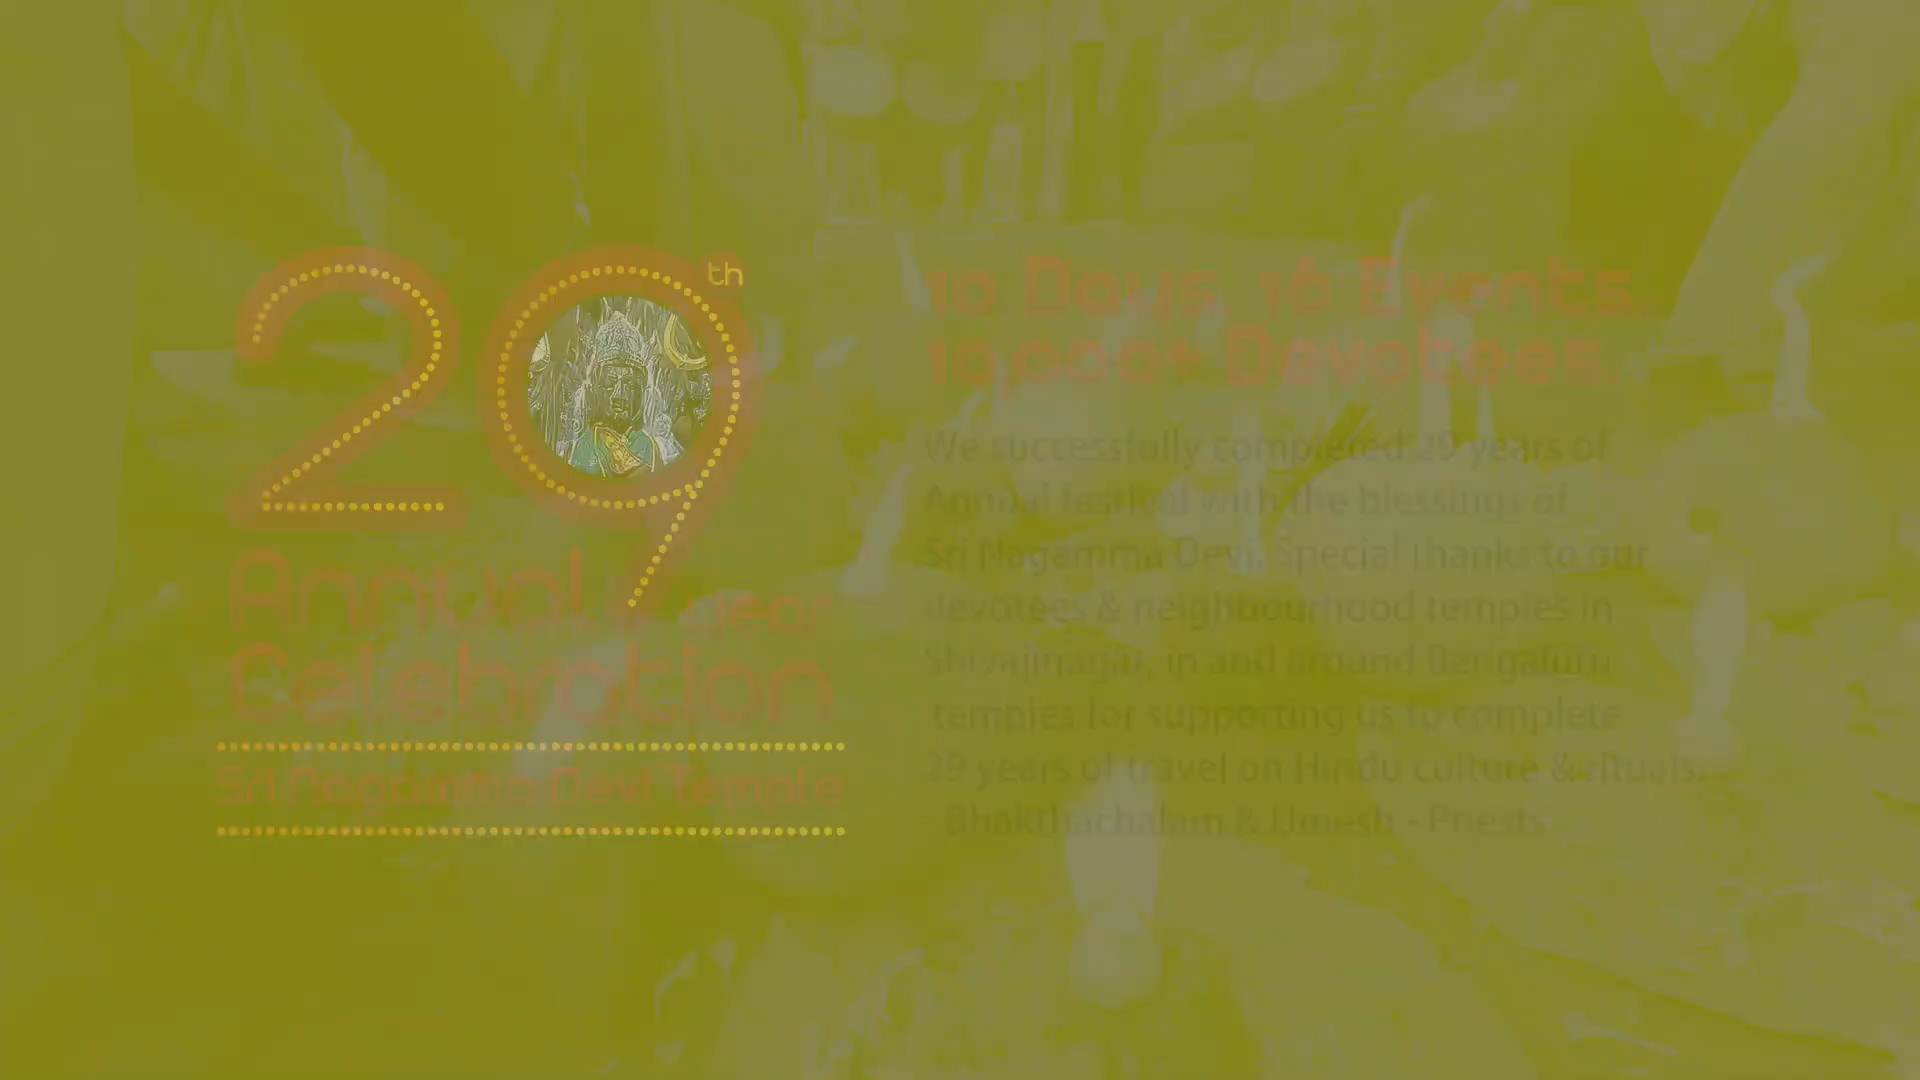 29th
Annual year
Celebration
Sri Nagamma Devi Temple
10 Days. 16 Events.
10,000+ Devotees.
We successfully completed 29 years of
Annual festival with the blessings of
Sri Nagamma Devi. Special thanks to our
devotees & neighbourhood temples in
Shivajinagar, in and around Bengaluru
temples for supporting us to complete
29 years of travel on Hindu culture & rituals.
- Bhakthachalam & Umesh - Priests